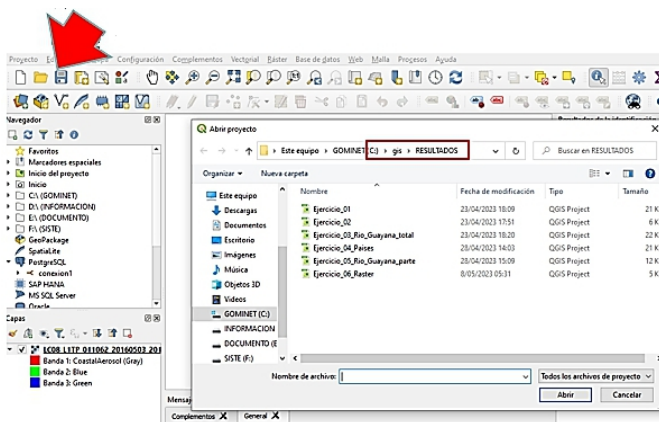 Proyecto Configuración Complementos Vectorial Ráster Base de datos Web Malla Procesos Ayuda
Navegador
Favoritos
Marcadores espaciales
Inicio del proyecto
Inicio
C:\ (GOMINET)
D:\ (INFORMACION)
E:\ (DOCUMENTO)
F:\ (SISTE)
GeoPackage
SpatiaLite
PostgreSQL
conexion1
SAP HANA
MS SQL Server
Oracle
Capas
LC08_L1TP_011062_20160503_201
Banda 1: CoastalAerosol (Gray)
Banda 2: Blue
Banda 3: Green
Abrir proyecto
Este equipo > GOMINET (C:) > gis > RESULTADOS
Buscar en RESULTADOS
Organizar Nueva carpeta
Este equipo
Descargas
Documentos
Escritorio
Imágenes
Música
Objetos 3D
Videos
GOMINET (C:)
INFORMACION
DOCUMENTO (E
SISTE (F:)
Nombre Fecha de modificación Tipo Tamaño
Ejercicio_01 23/04/2023 18:09 QGIS Project 21 K
Ejercicio_02 23/04/2023 17:51 QGIS Project 6 K
Ejercicio_03_Rio_Guayana_total 23/04/2023 18:20 QGIS Project 22 K
Ejercicio_04_Paises 28/04/2023 14:03 QGIS Project 21 K
Ejercicio_05_Rio_Guayana_parte 28/04/2023 15:09 QGIS Project 12 K
Ejercicio_06_Raster 8/05/2023 05:31 QGIS Project 5 K
Nombre de archivo:
Todos los archivos de proyecto
Abrir Cancelar
Mensaj
Complementos X General X